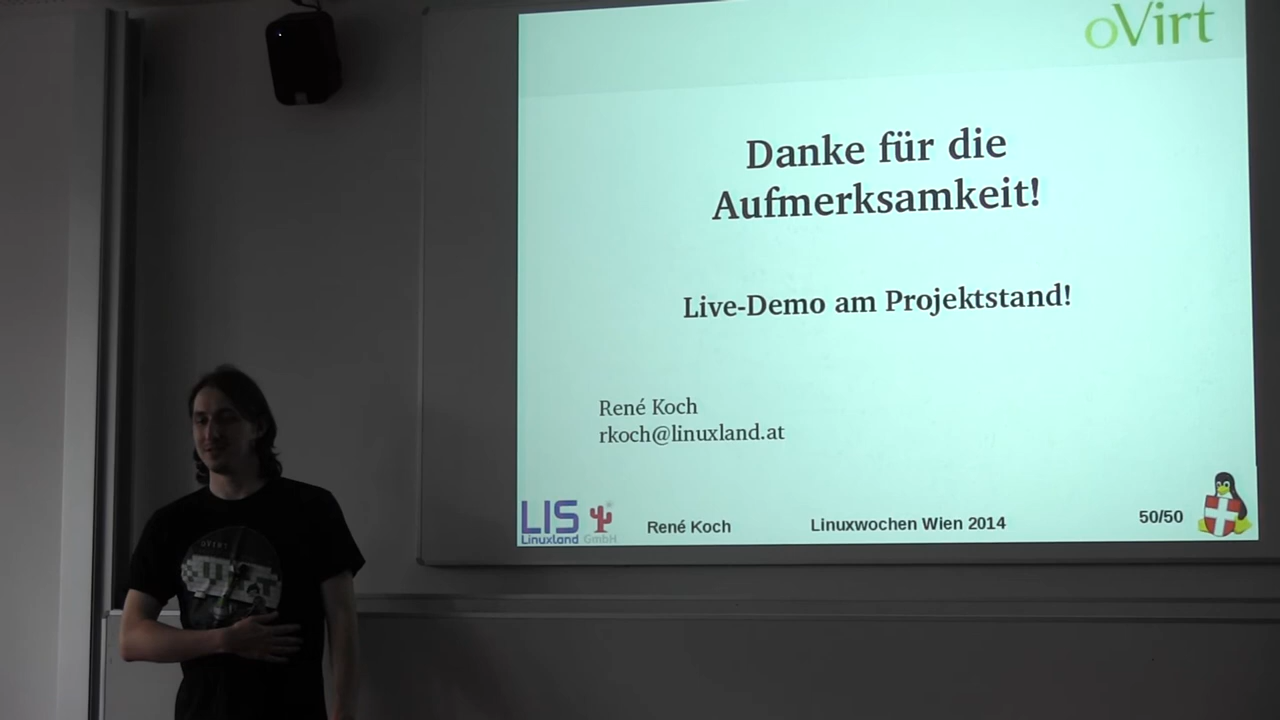 oVirt
Danke für die
Aufmerksamkeit!
Live-Demo am Projektstand!
René Koch
rkoch@linuxland.at
LIS
Linuxland GmbH
René Koch
Linuxwochen Wien 2014
50/50
OVIRT